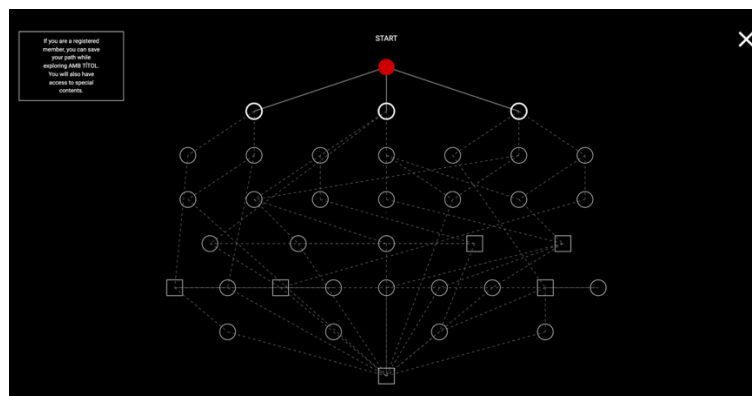 START
If you are a registered
member, you can save
your path while
exploring AMB TÍTOL.
You will also have
access to special
contents.